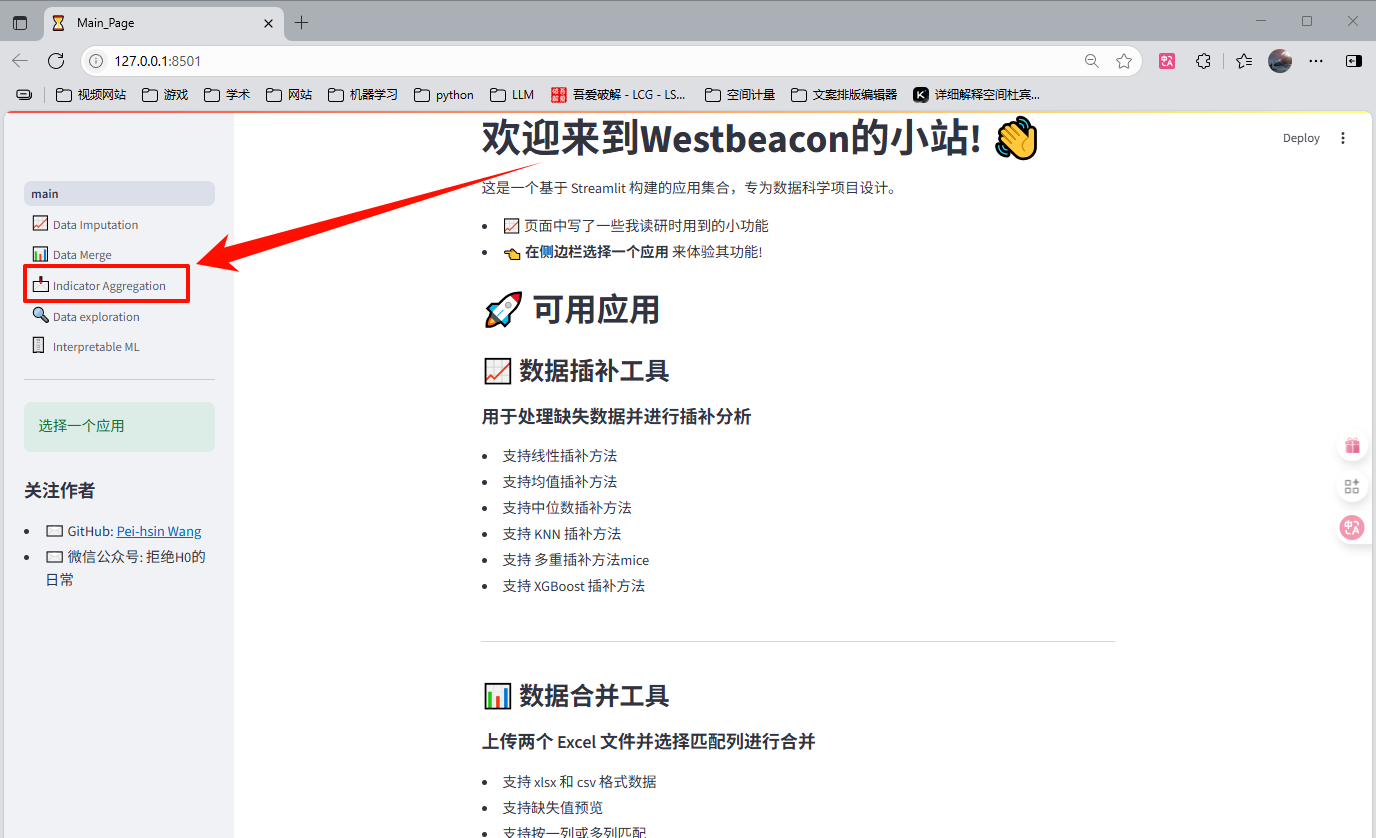 Main_Page
127.0.0.1:8501
视频网站 游戏 学术 网站 机器学习 python LLM 吾爱破解 - LCG - LS... 空间计量 文案排版编辑器 详细解释空间杜宾...
Deploy
main
Data Imputation
Data Merge
Indicator Aggregation
Data exploration
Interpretable ML
选择一个应用
关注作者
GitHub: Pei-hsin Wang
微信公众号: 拒绝H0的
日常
欢迎来到Westbeacon的小站! 👋
这是一个基于 Streamlit 构建的应用集合，专为数据科学项目设计。
📈 页面中写了一些我读研时用到的小功能
👈 在侧边栏选择一个应用 来体验其功能!
🚀 可用应用
📈 数据插补工具
用于处理缺失数据并进行插补分析
支持线性插补方法
支持均值插补方法
支持中位数插补方法
支持 KNN 插补方法
支持 多重插补方法mice
支持 XGBoost 插补方法
📊 数据合并工具
上传两个 Excel 文件并选择匹配列进行合并
支持 xlsx 和 csv 格式数据
支持缺失值预览
支持按一列或多列匹配